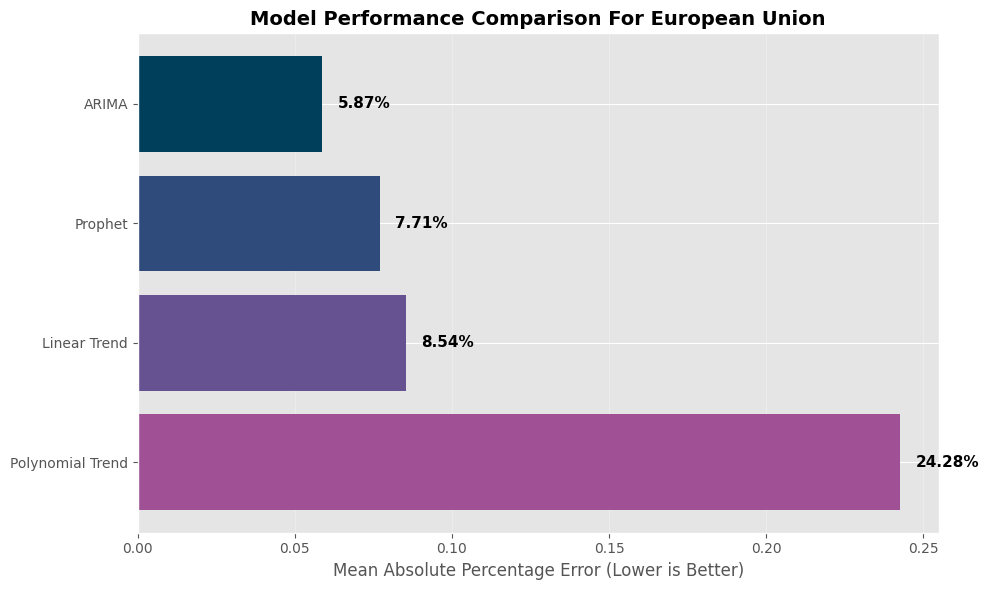 Model Performance Comparison For European Union
ARIMA
5.87%
Prophet
7.71%
Linear Trend
8.54%
Polynomial Trend
24.28%
0.00 0.05 0.10 0.15 0.20 0.25
Mean Absolute Percentage Error (Lower is Better)